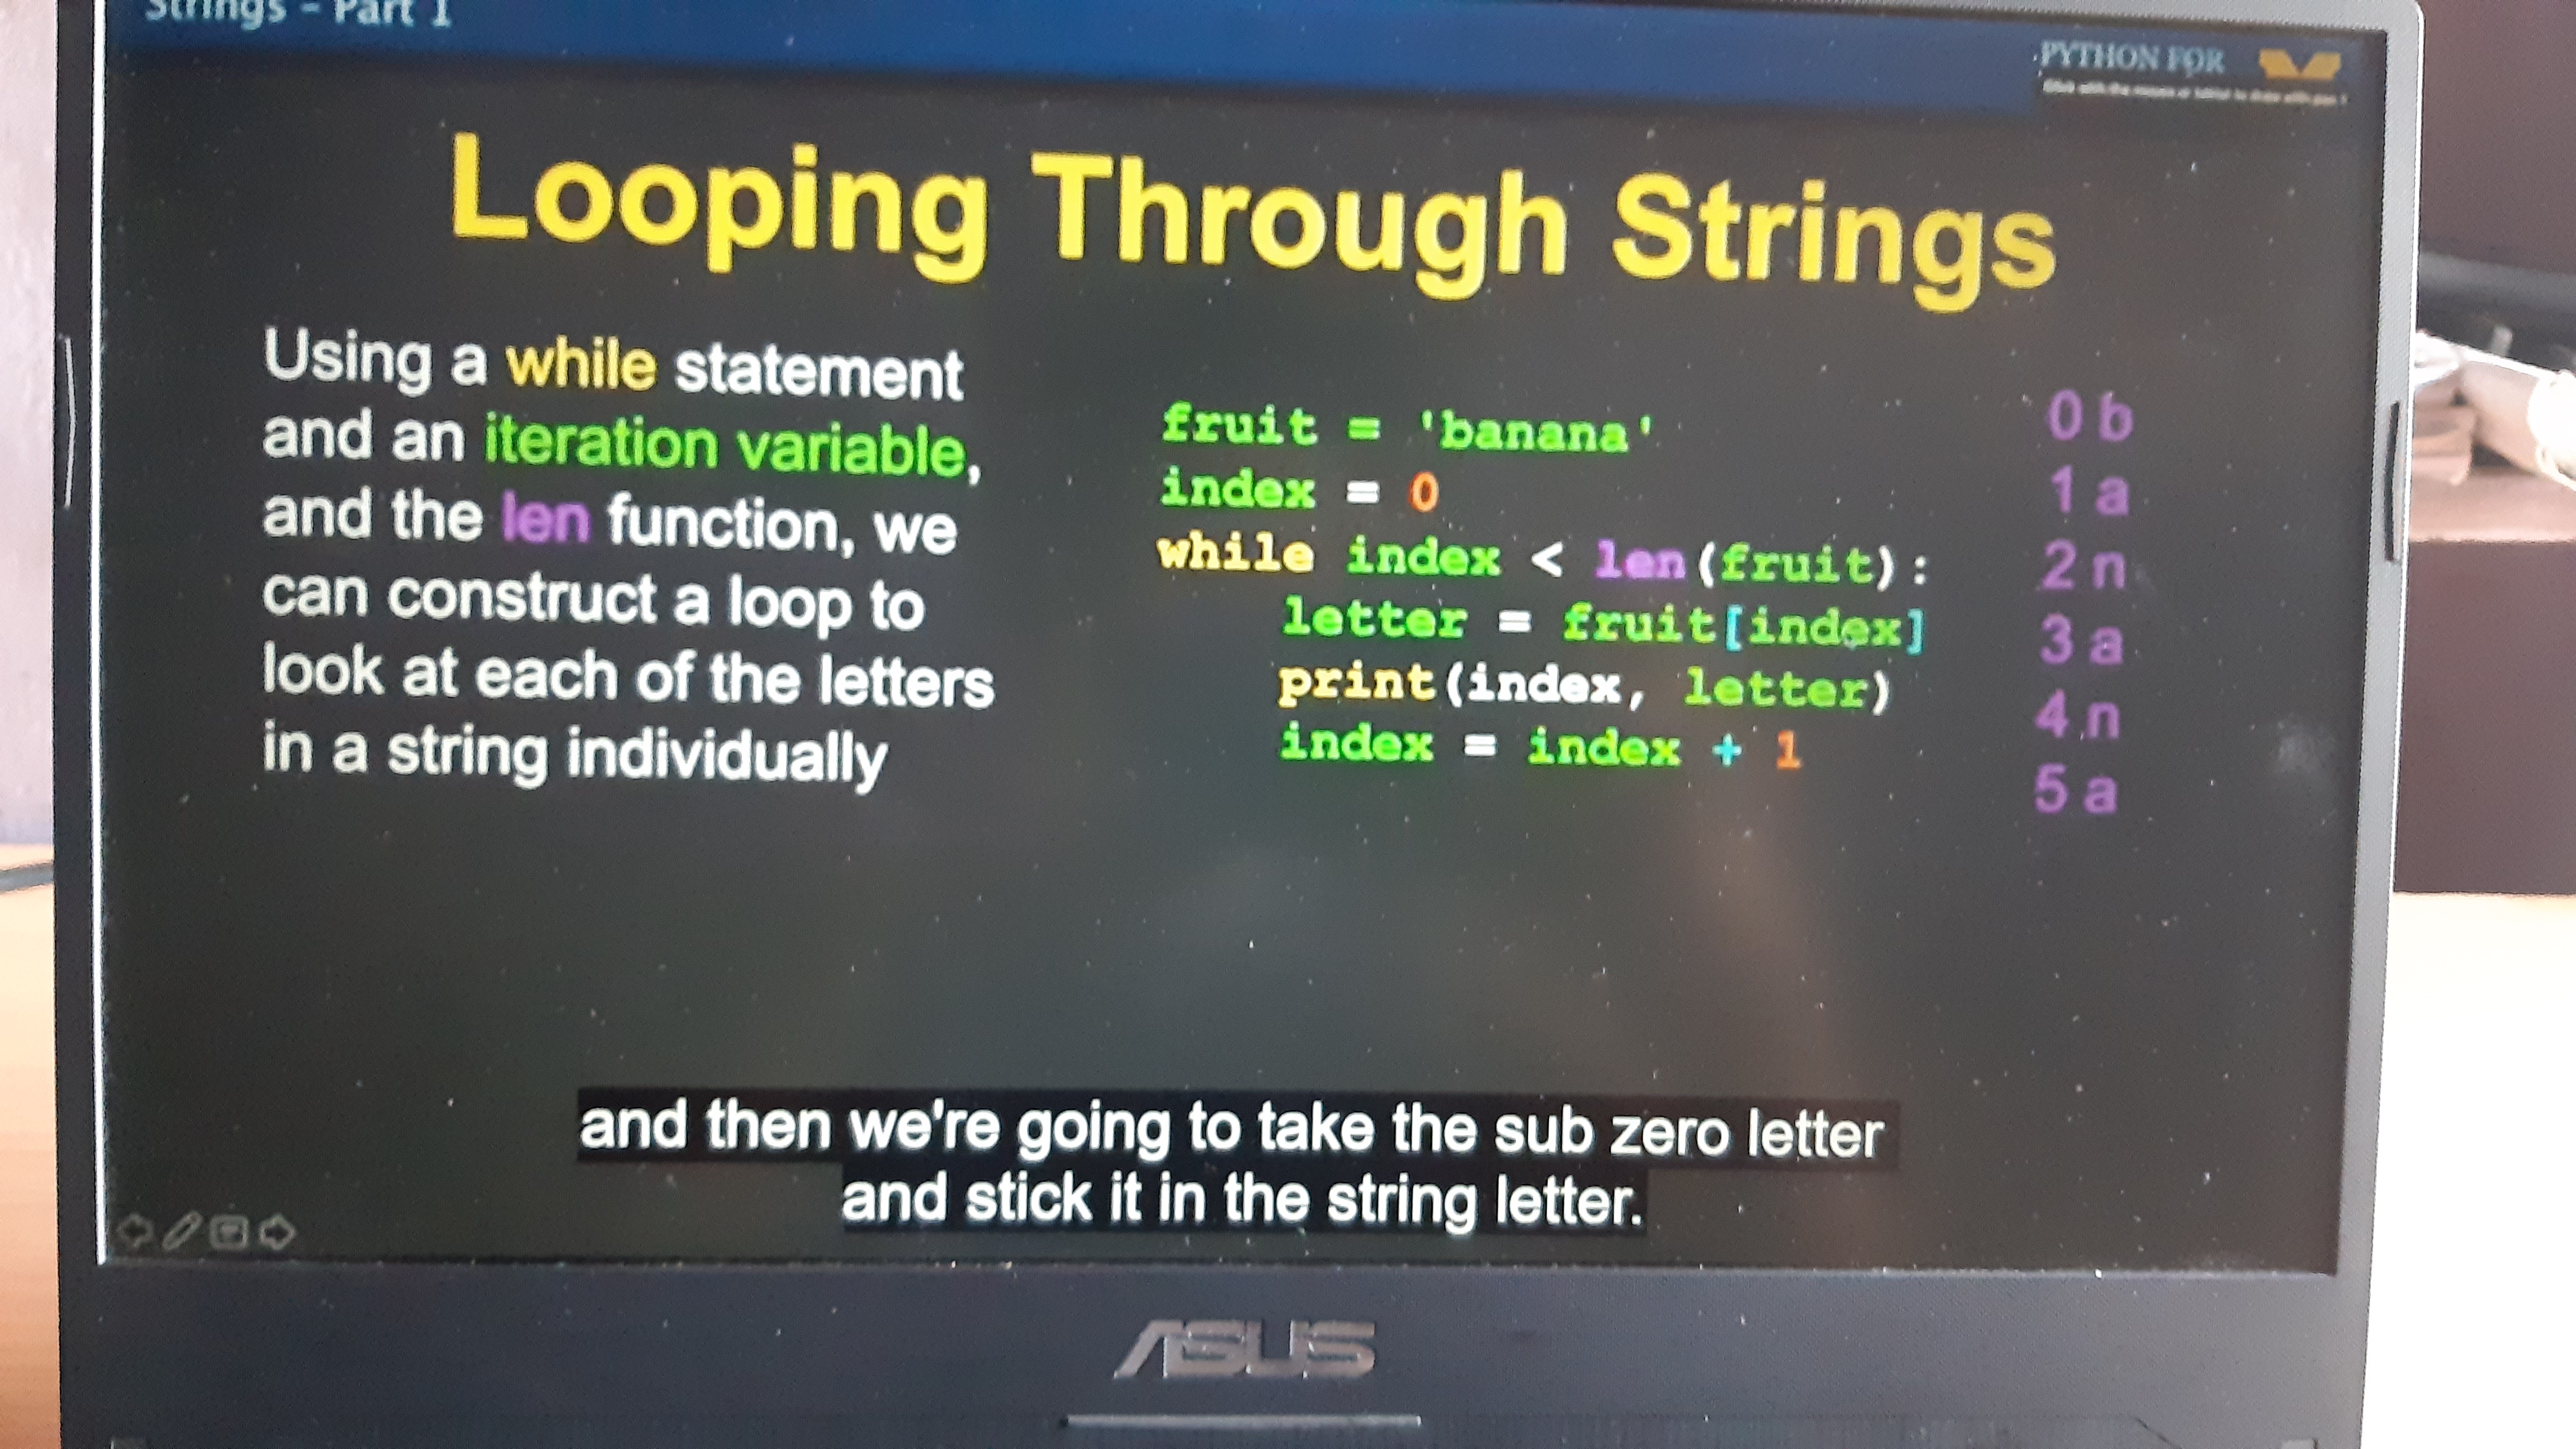 Strings - Part 1
PYTHON FOR
Looping Through Strings
Using a while statement
and an iteration variable,
and the len function, we
can construct a loop to
look at each of the letters
in a string individually
fruit = 'banana'
index = 0
while index < len(fruit):
letter = fruit[index]
print(index, letter)
index = index + 1
0 b
1 a
2 n
3 a
4 n
5 a
and then we're going to take the sub zero letter
and stick it in the string letter.
ASUS